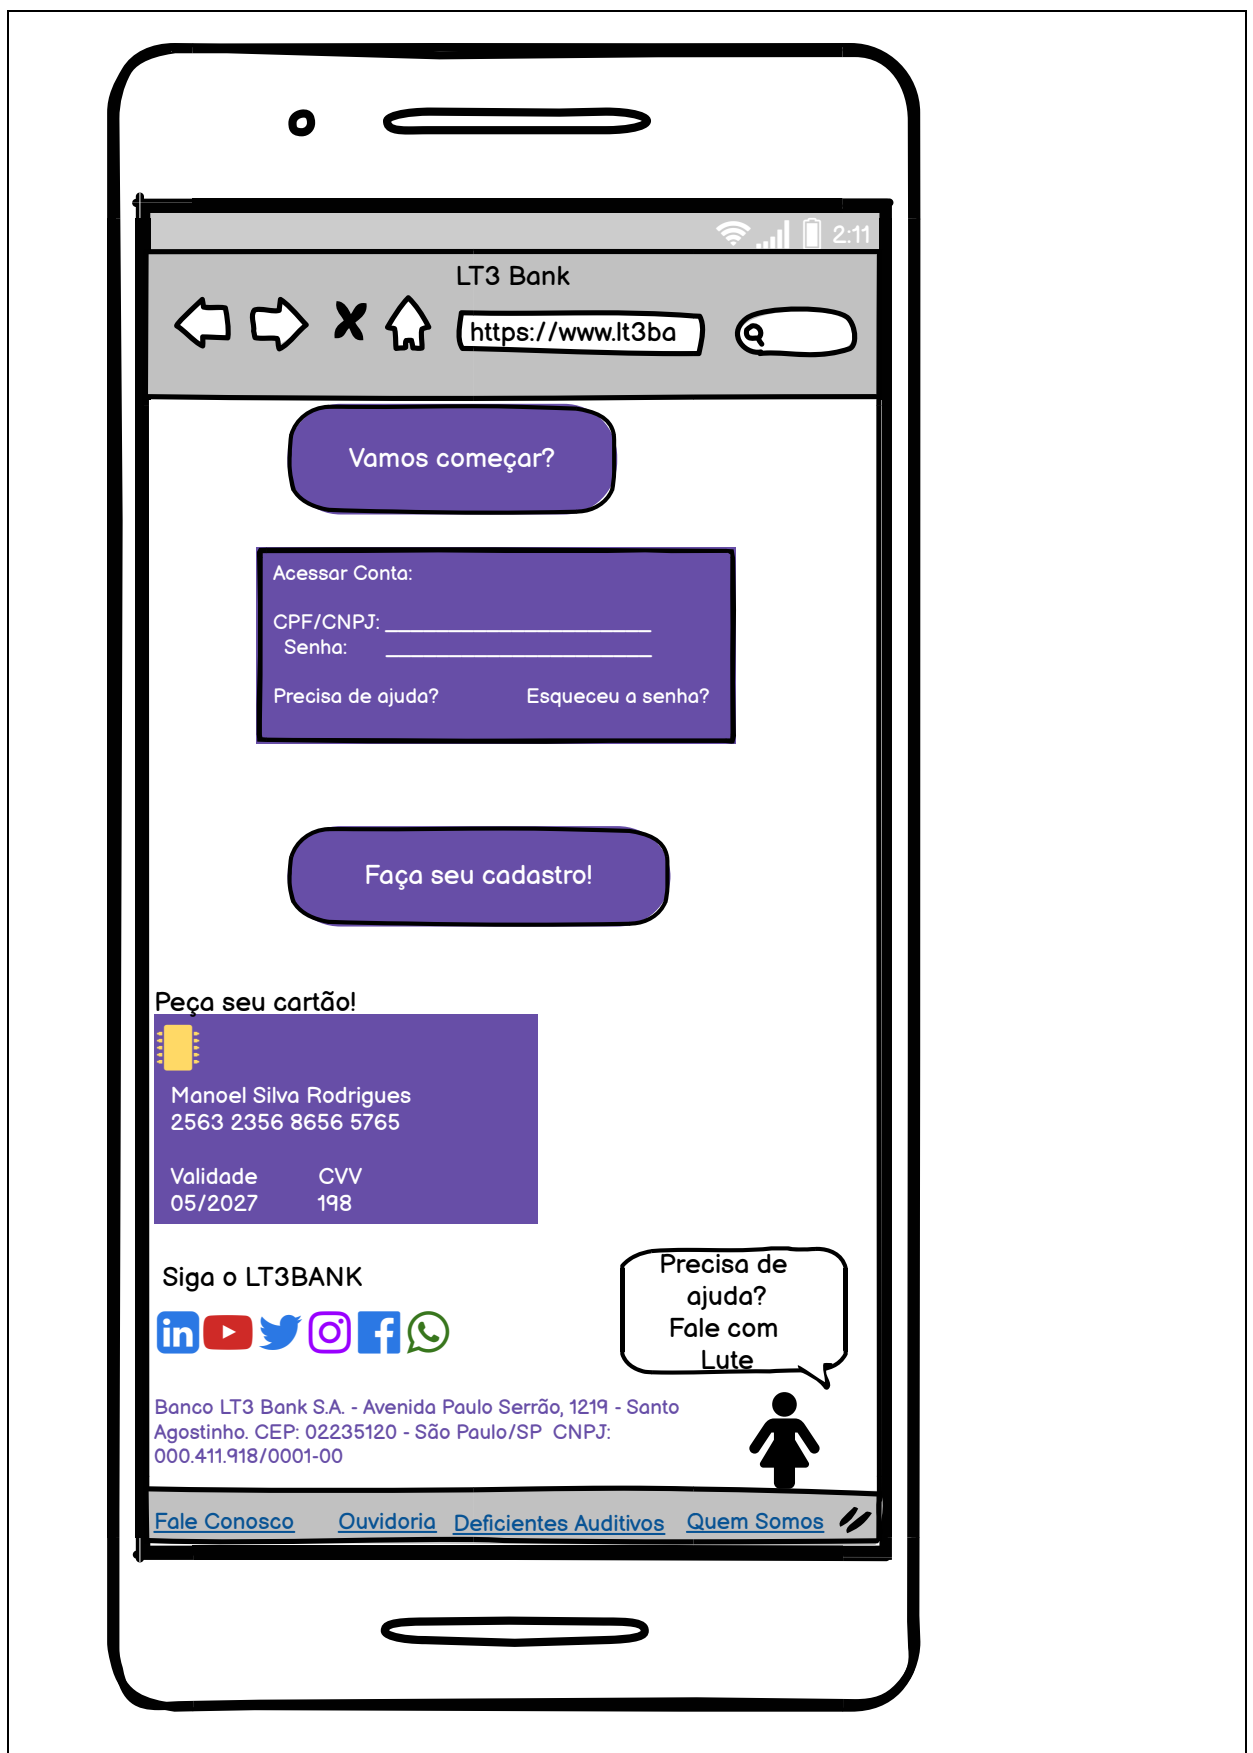 2:11
LT3 Bank
https://www.lt3ba
Vamos começar?
Acessar Conta:
CPF/CNPJ: ______________________
Senha: ______________________
Precisa de ajuda? Esqueceu a senha?
Faça seu cadastro!
Peça seu cartão!
Manoel Silva Rodrigues
2563 2356 8656 5765
Validade CVV
05/2027 198
Siga o LT3BANK
Precisa de
ajuda?
Fale com
Lute
in
Banco LT3 Bank S.A. - Avenida Paulo Serrão, 1219 - Santo
Agostinho. CEP: 02235120 - São Paulo/SP CNPJ:
000.411.918/0001-00
Fale Conosco Ouvidoria Deficientes Auditivos Quem Somos